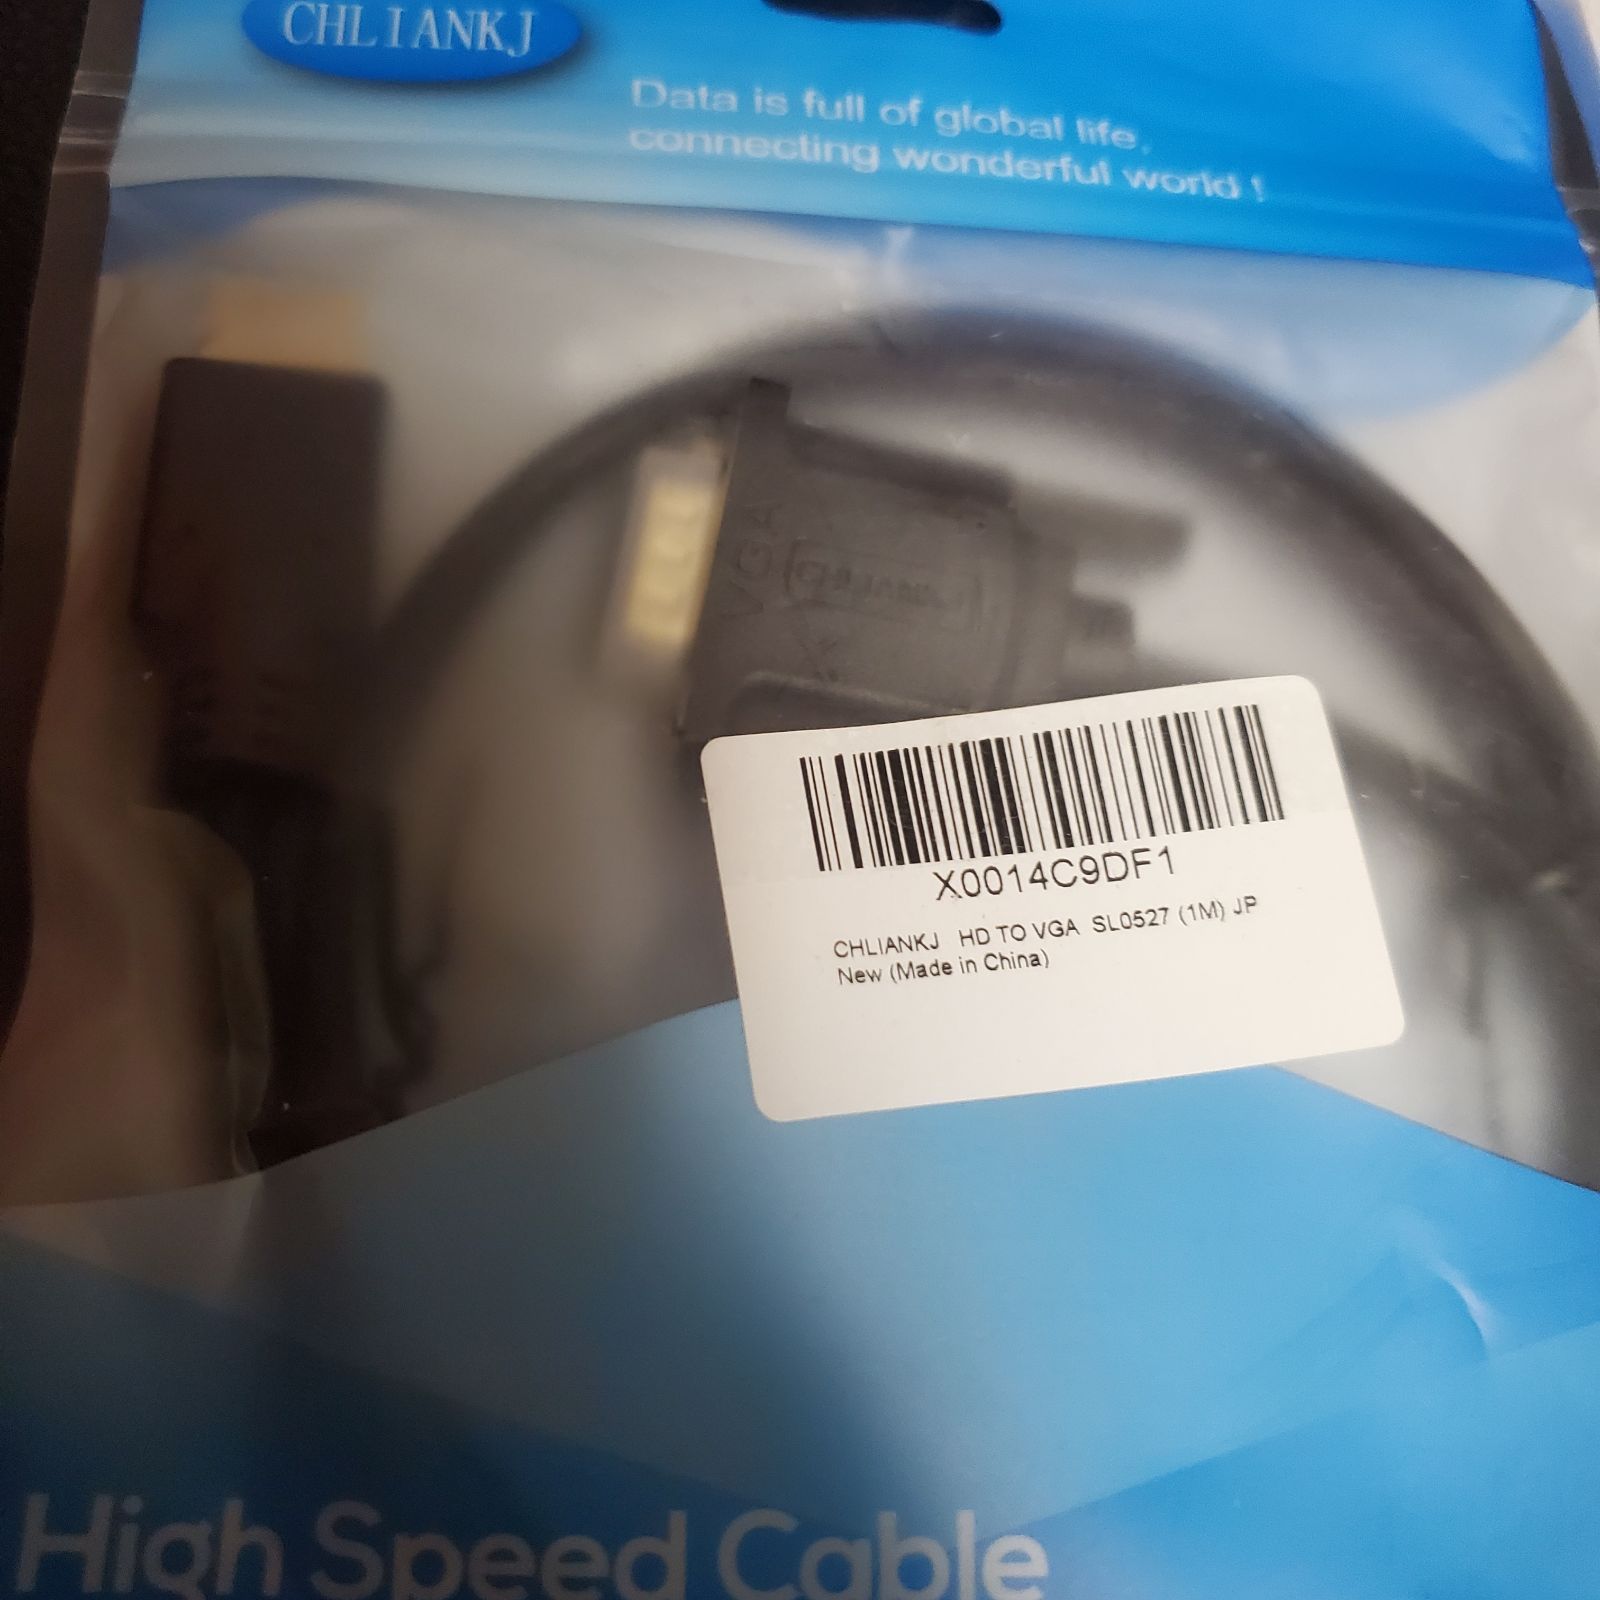 CHLIANKJ
Data is full of global life,
connecting wonderful world !
VGA
CHLIANKJ
X0014C9DF1
CHLIANKJ HD TO VGA SL0527 (1M) JP
New (Made in China)
High Speed Cable